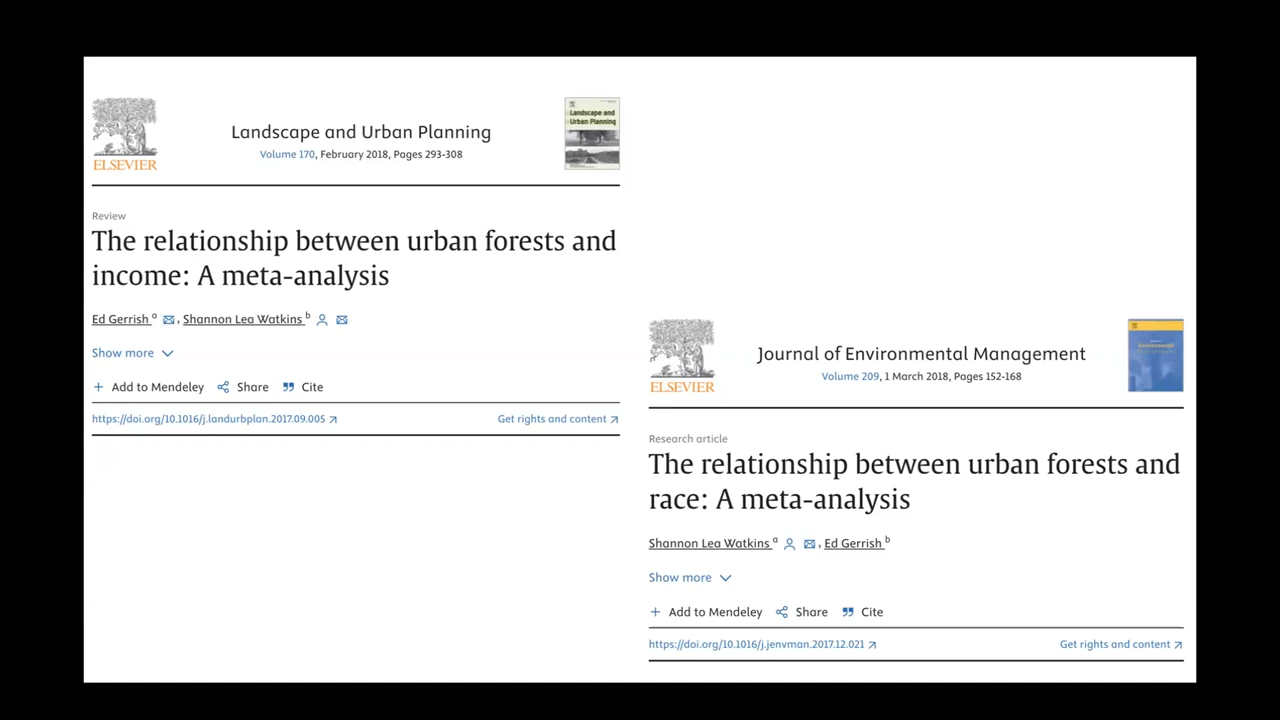 ELSEVIER
Landscape and Urban Planning
Volume 170, February 2018, Pages 293-308
Landscape and
Urban Planning
Review
The relationship between urban forests and
income: A meta-analysis
Ed Gerrish a , Shannon Lea Watkins b
Show more
+ Add to Mendeley Share Cite
https://doi.org/10.1016/j.landurbplan.2017.09.005 Get rights and content
ELSEVIER
Journal of Environmental Management
Volume 209, 1 March 2018, Pages 152-168
Research article
The relationship between urban forests and
race: A meta-analysis
Shannon Lea Watkins a , Ed Gerrish b
Show more
+ Add to Mendeley Share Cite
https://doi.org/10.1016/j.jenvman.2017.12.021 Get rights and content